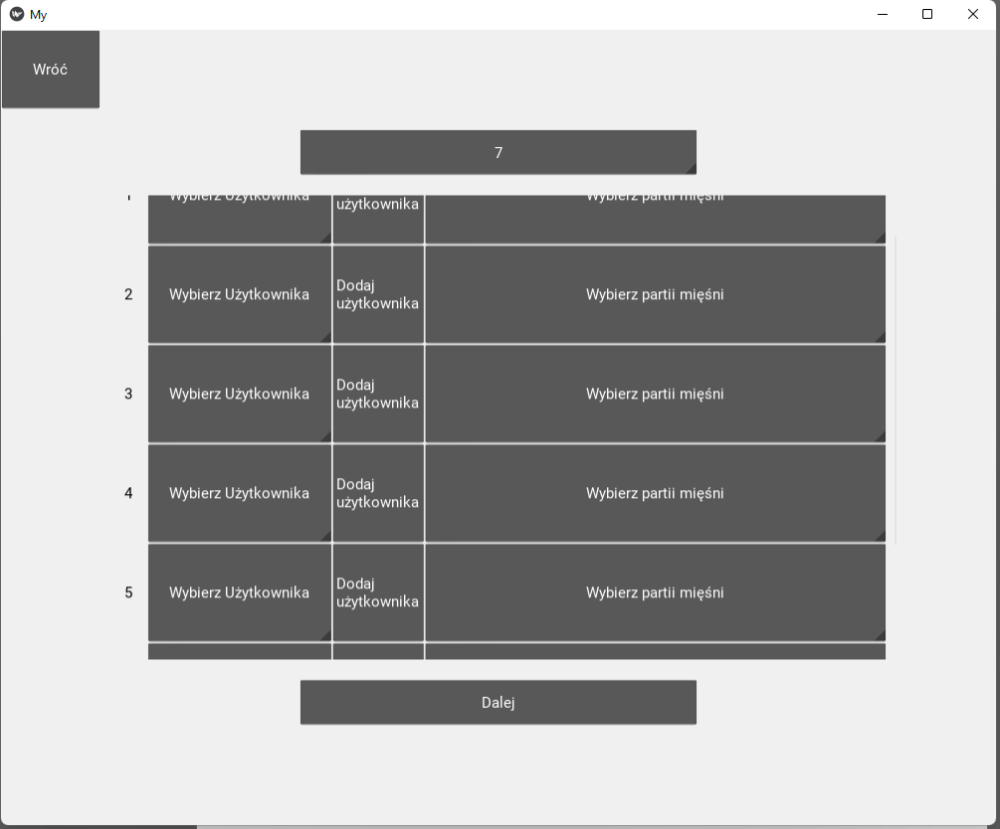 My
Wróć
7
1 Wybierz Użytkownika użytkownika Wybierz partii mięśni
2 Wybierz Użytkownika Dodaj użytkownika Wybierz partii mięśni
3 Wybierz Użytkownika Dodaj użytkownika Wybierz partii mięśni
4 Wybierz Użytkownika Dodaj użytkownika Wybierz partii mięśni
5 Wybierz Użytkownika Dodaj użytkownika Wybierz partii mięśni
Dalej